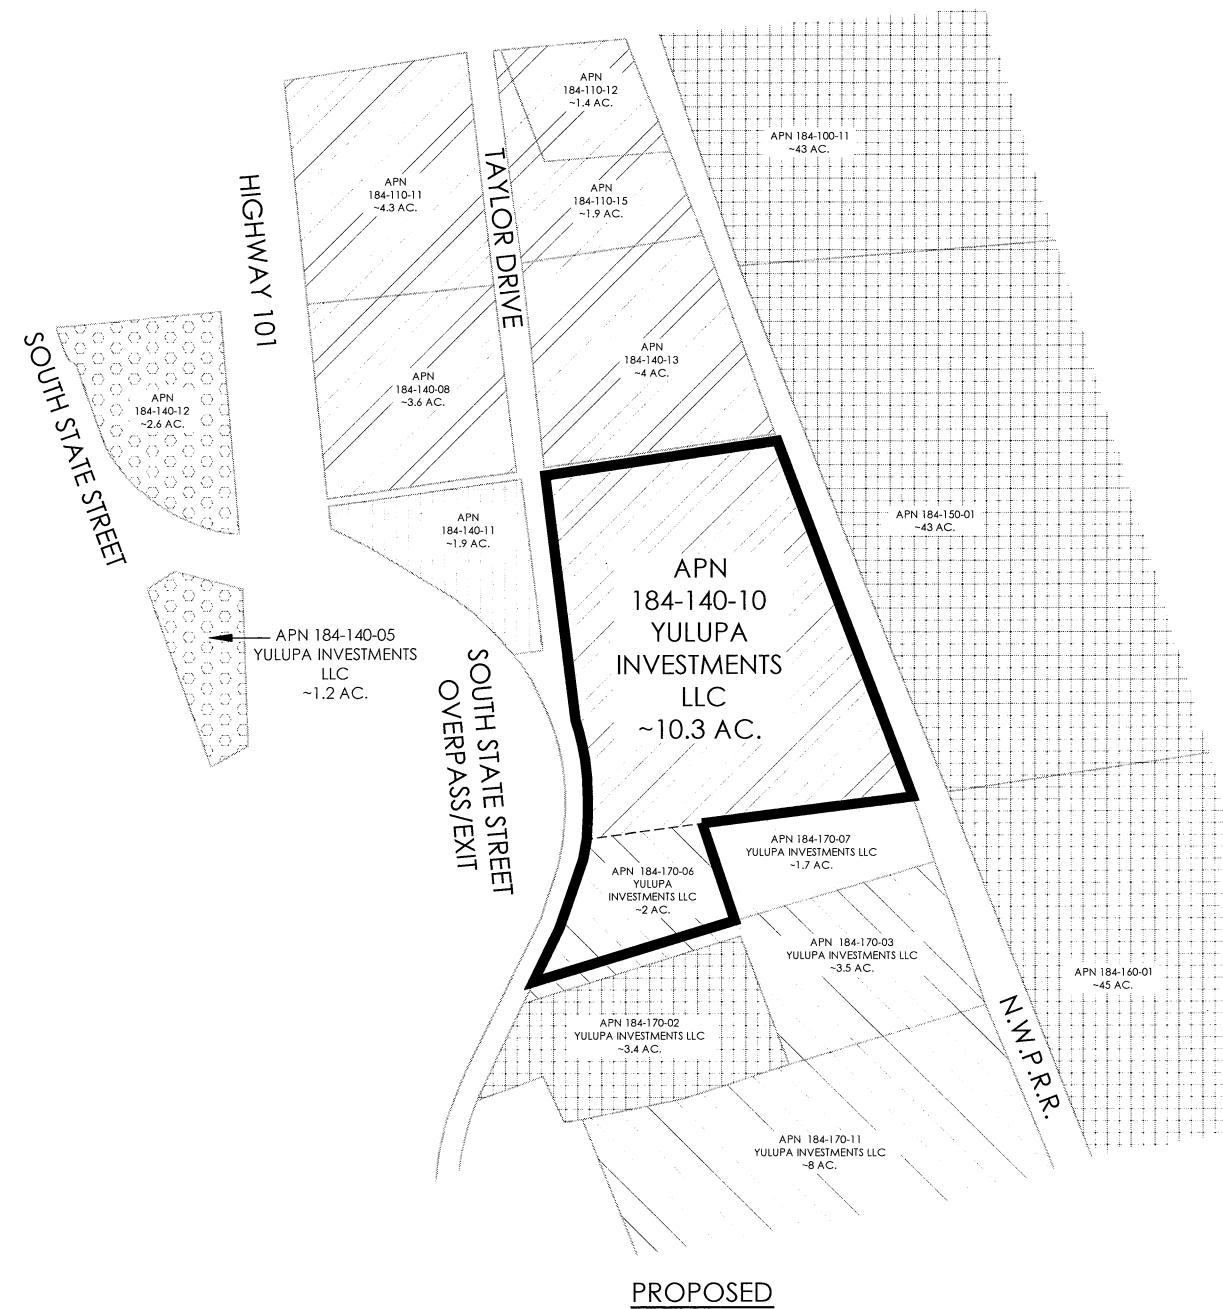 APN
184-110-12
~1.4 AC.
APN 184-100-11
~43 AC.
APN
184-110-11
~4.3 AC.
TAYLOR DRIVE
APN
184-110-15
~1.9 AC.
HIGHWAY 101
SOUTH STATE STREET
APN
184-140-12
~2.6 AC.
APN
184-140-08
~3.6 AC.
APN
184-140-13
~4 AC.
APN
184-140-11
~1.9 AC.
APN 184-150-01
~43 AC.
APN
184-140-10
YULUPA
INVESTMENTS
LLC
~10.3 AC.
APN 184-140-05
YULUPA INVESTMENTS
LLC
~1.2 AC.
SOUTH STATE STREET
OVERPASS/EXIT
APN 184-170-07
YULUPA INVESTMENTS LLC
~1.7 AC.
APN 184-170-06
YULUPA
INVESTMENTS LLC
~2 AC.
APN 184-170-03
YULUPA INVESTMENTS LLC
~3.5 AC.
APN 184-160-01
~45 AC.
N.W.P.R.R.
APN 184-170-02
YULUPA INVESTMENTS LLC
~3.4 AC.
APN 184-170-11
YULUPA INVESTMENTS LLC
~8 AC.
PROPOSED